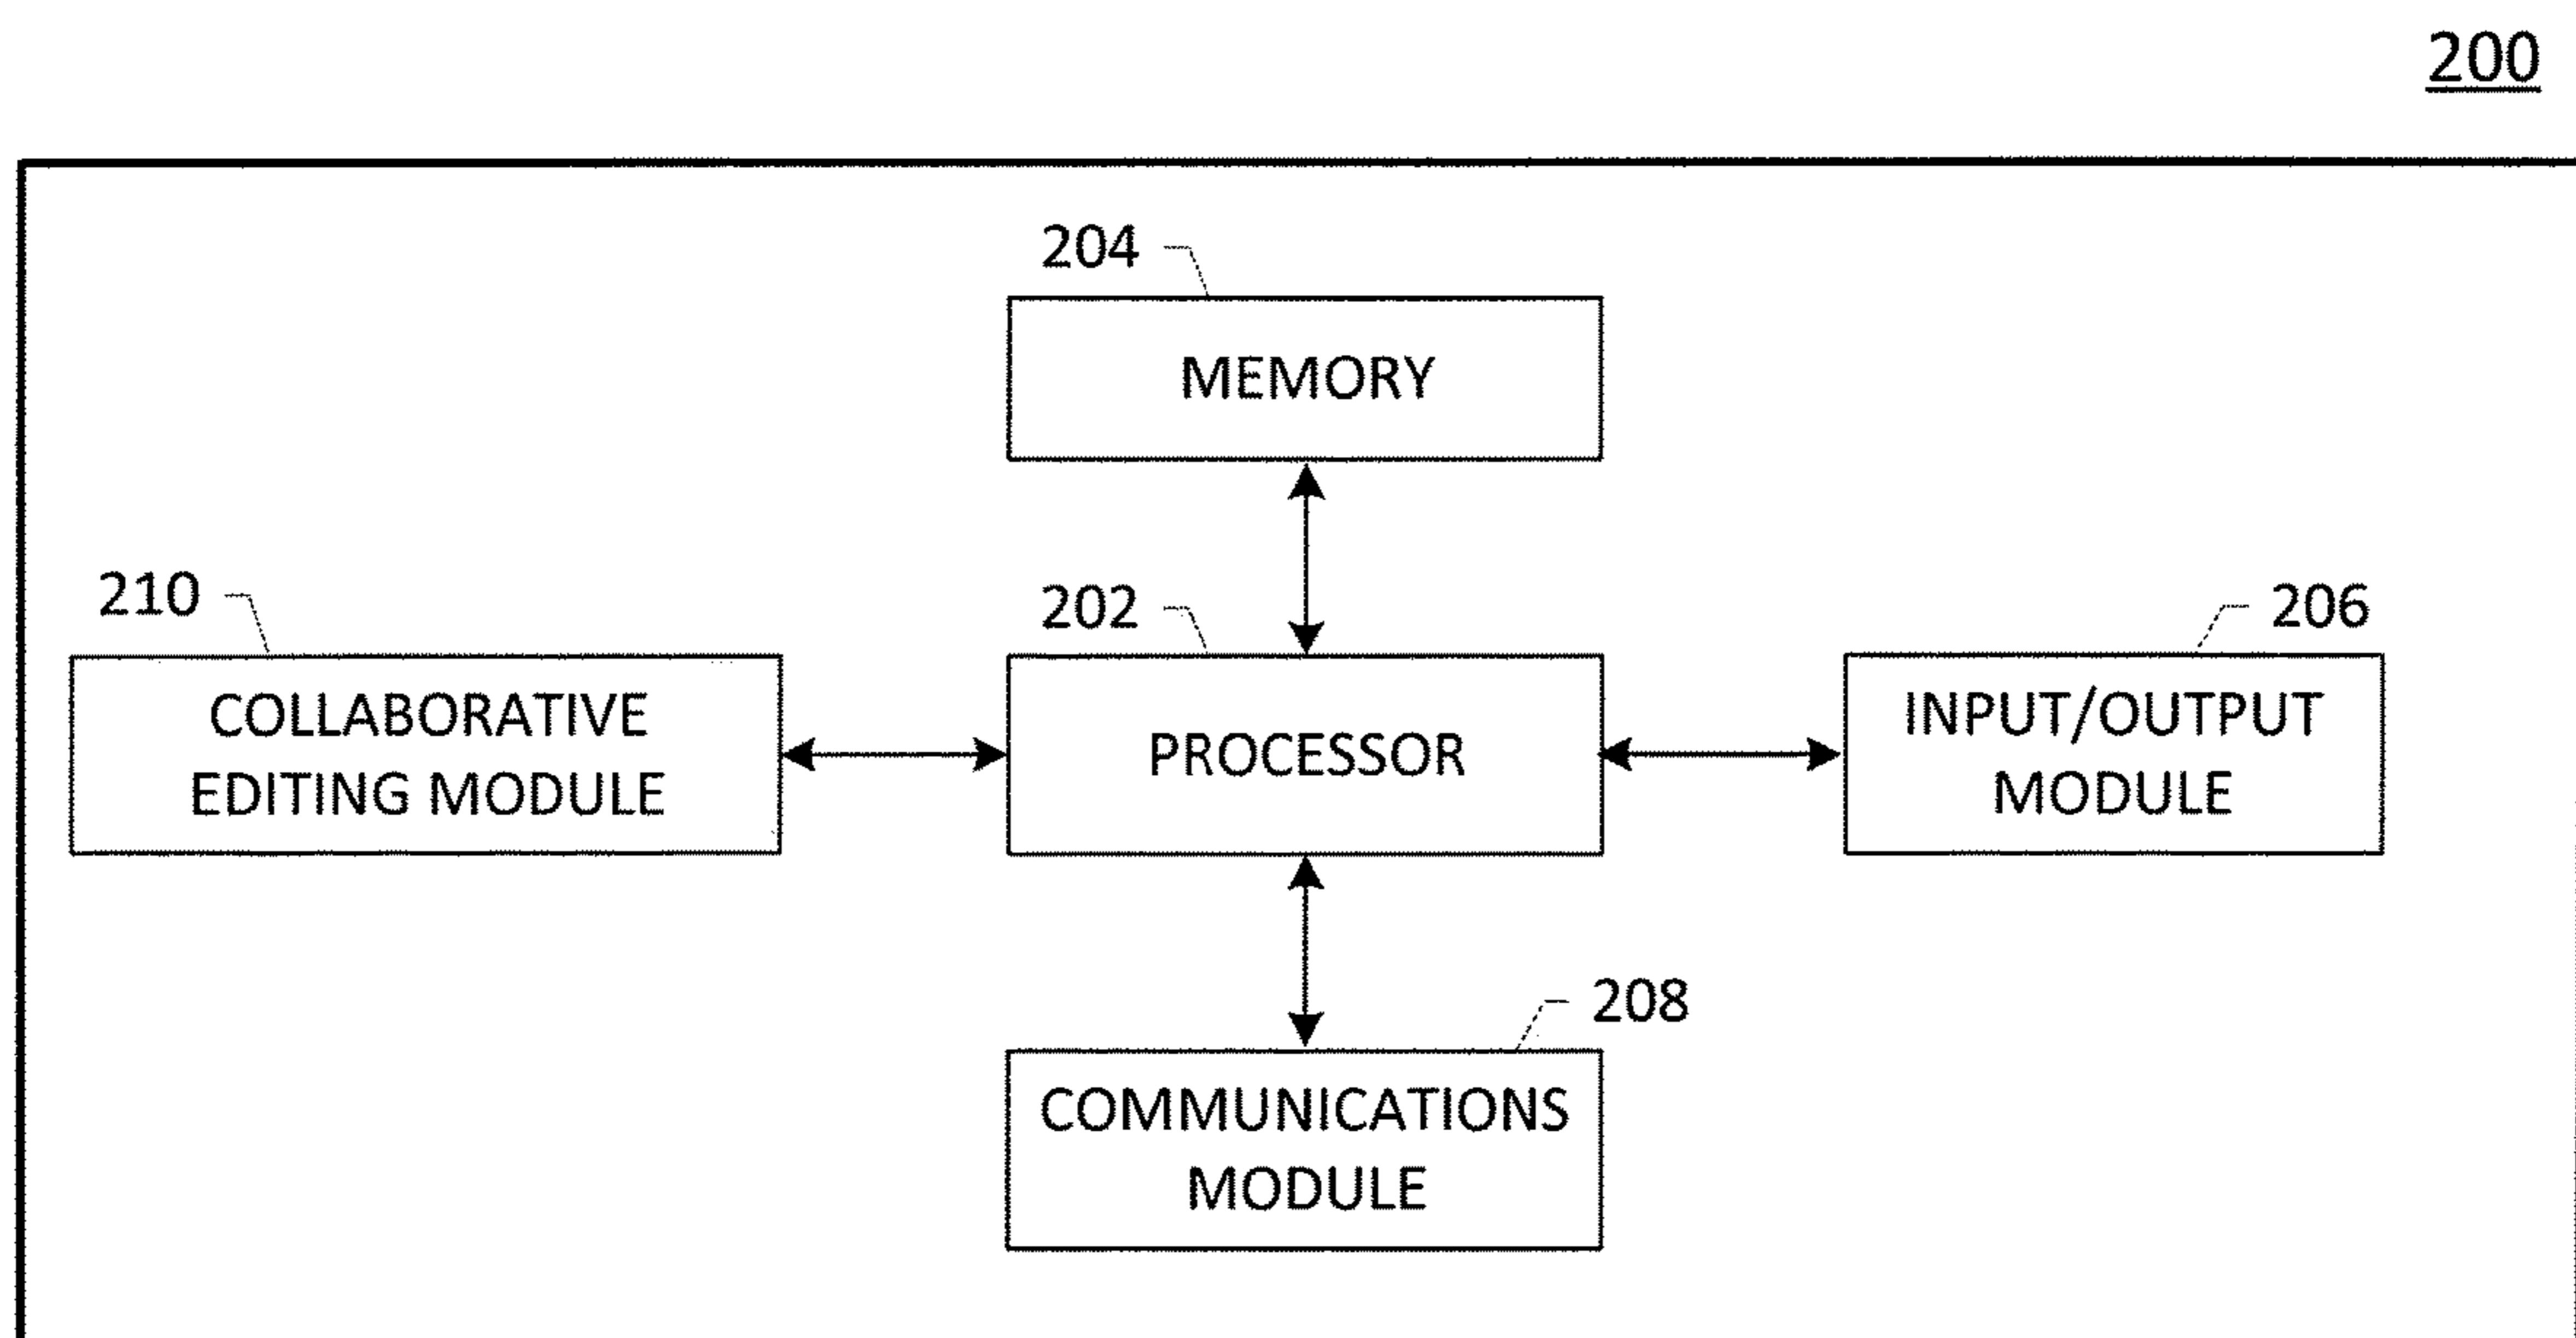 200
204
MEMORY
210
202
206
COLLABORATIVE
EDITING MODULE
PROCESSOR
INPUT/OUTPUT
MODULE
208
COMMUNICATIONS
MODULE